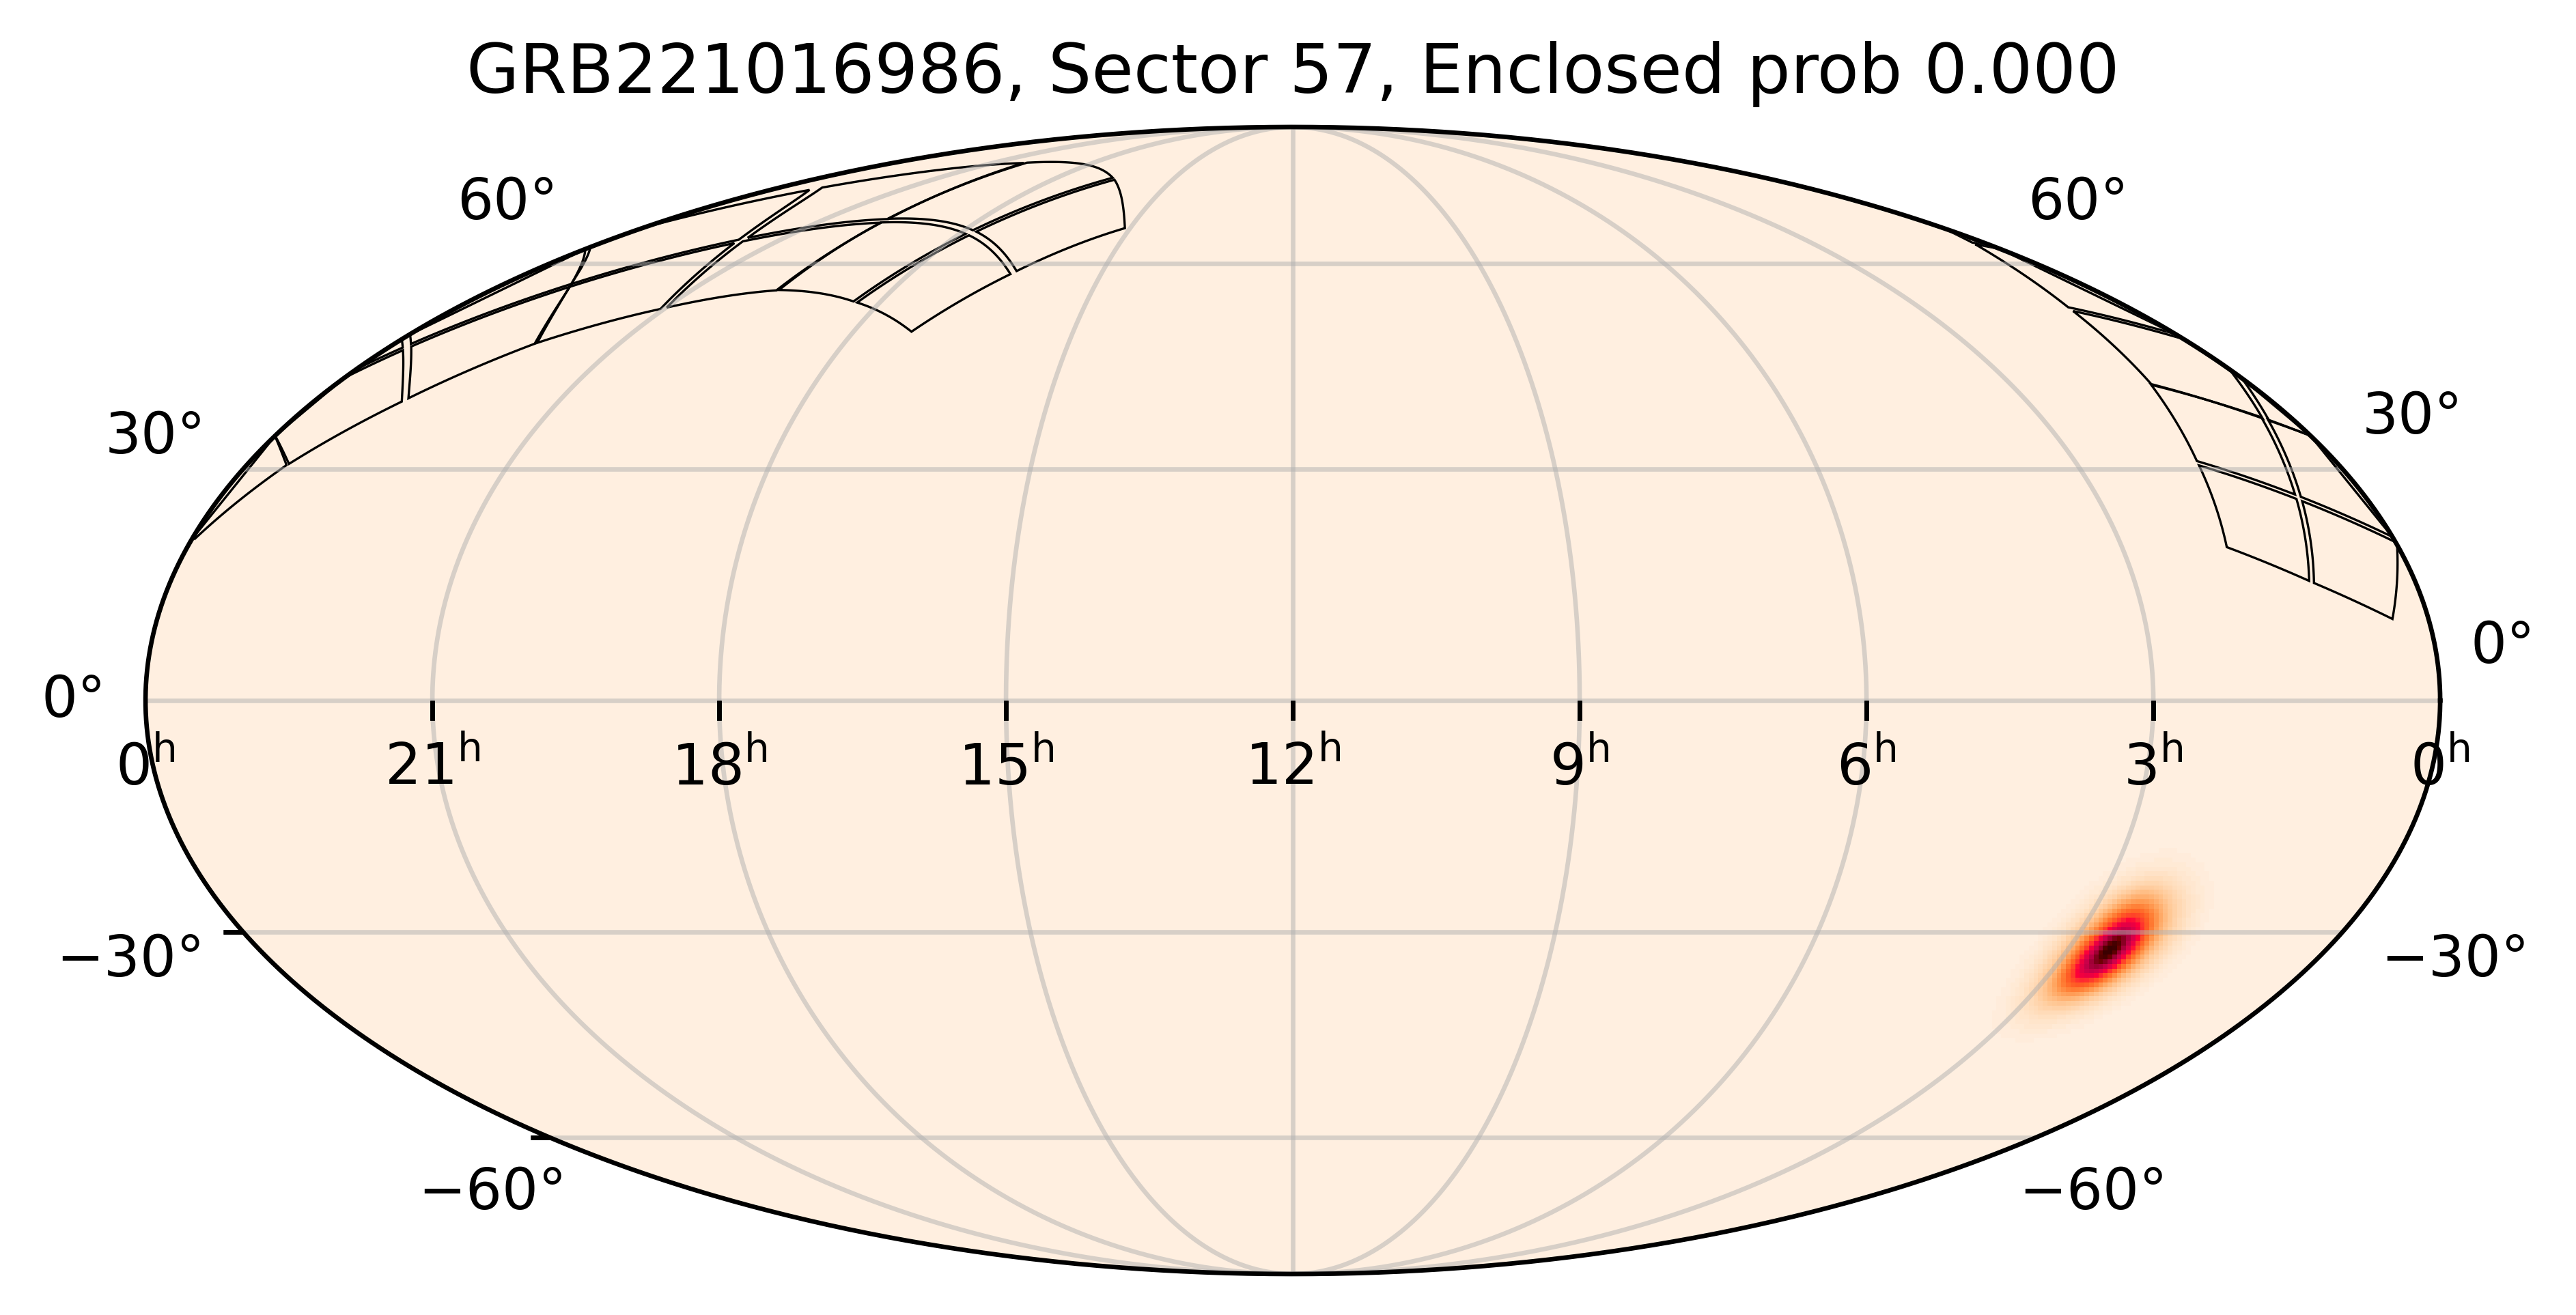 GRB221016986, Sector 57, Enclosed prob 0.000
60° 60°
30° 30°
0° 0°
0ʰ 21ʰ 18ʰ 15ʰ 12ʰ 9ʰ 6ʰ 3ʰ 0ʰ
−30° −30°
−60° −60°